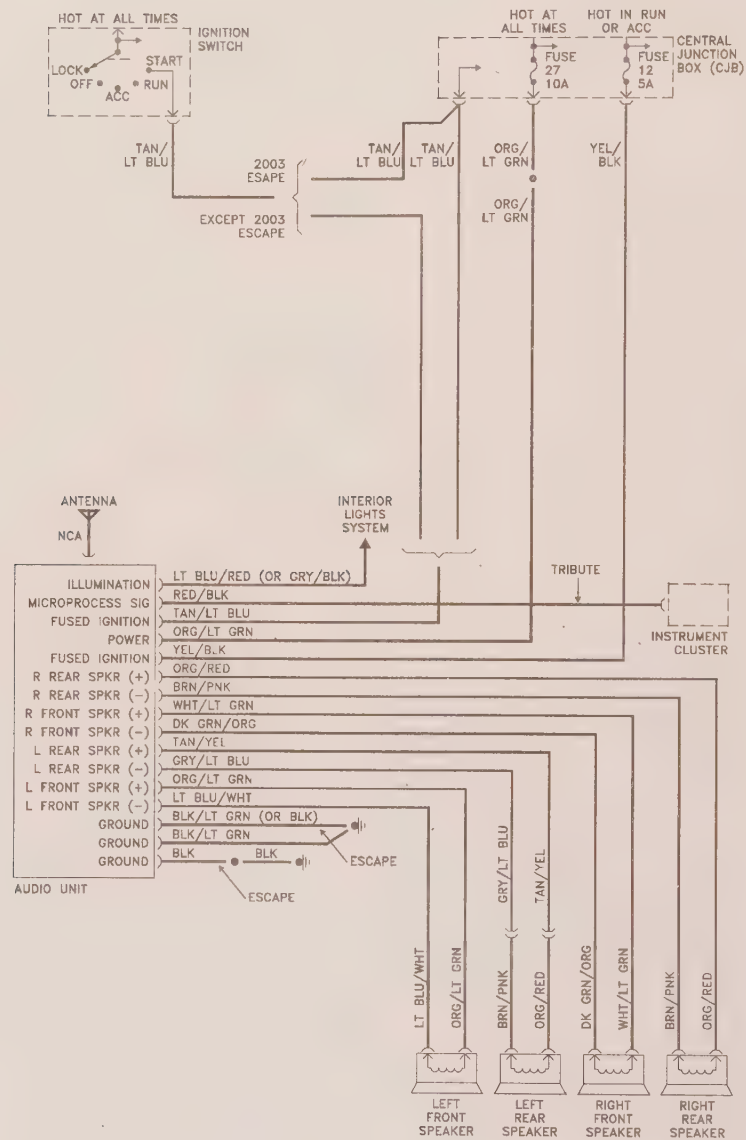 HOT AT ALL TIMES
IGNITION
SWITCH
LOCK
START
OFF
ACC
RUN
TAN/
LT BLU
HOT AT
ALL TIMES
HOT IN RUN
OR ACC
FUSE
27
10A
FUSE
12
5A
CENTRAL
JUNCTION
BOX (CJB)
TAN/
LT BLU
TAN/
LT BLU
ORG/
LT GRN
YEL/
BLK
2003
ESAPE
EXCEPT 2003
ESCAPE
ORG/
LT GRN
ANTENNA
NCA
INTERIOR
LIGHTS
SYSTEM
ILLUMINATION
LT BLU/RED (OR GRY/BLK)
MICROPROCESS SIG
RED/BLK
TRIBUTE
INSTRUMENT
CLUSTER
FUSED IGNITION
TAN/LT BLU
POWER
ORG/LT GRN
FUSED IGNITION
YEL/BLK
R REAR SPKR (+)
ORG/RED
R REAR SPKR (-)
BRN/PNK
R FRONT SPKR (+)
WHT/LT GRN
R FRONT SPKR (-)
DK GRN/ORG
L REAR SPKR (+)
TAN/YEL
L REAR SPKR (-)
GRY/LT BLU
L FRONT SPKR (+)
ORG/LT GRN
L FRONT SPKR (-)
LT BLU/WHT
GROUND
BLK/LT GRN (OR BLK)
GROUND
BLK/LT GRN
ESCAPE
GROUND
BLK
BLK
ESCAPE
AUDIO UNIT
GRY/LT BLU
TAN/YEL
LT BLU/WHT
ORG/LT GRN
BRN/PNK
ORG/RED
DK GRN/ORG
WHT/LT GRN
BRN/PNK
ORG/RED
LEFT
FRONT
SPEAKER
LEFT
REAR
SPEAKER
RIGHT
FRONT
SPEAKER
RIGHT
REAR
SPEAKER